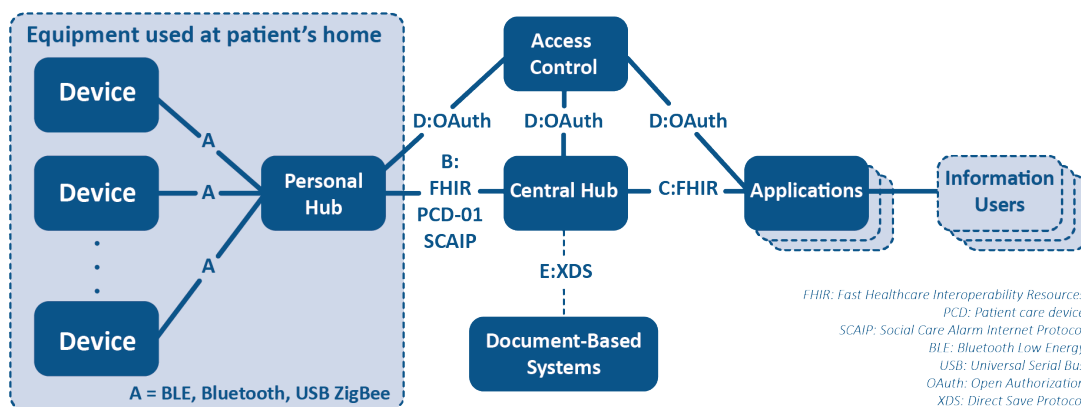 Equipment used at patient's home
Device
Device
Device
A
A
A
Personal
Hub
A = BLE, Bluetooth, USB ZigBee
Access
Control
D:OAuth
D:OAuth
D:OAuth
B:
FHIR
PCD-01
SCAIP
Central Hub
C:FHIR
Applications
Information
Users
E:XDS
Document-Based
Systems
FHIR: Fast Healthcare Interoperability Resources
PCD: Patient care device
SCAIP: Social Care Alarm Internet Protocol
BLE: Bluetooth Low Energy
USB: Universal Serial Bus
OAuth: Open Authorization
XDS: Direct Save Protocol